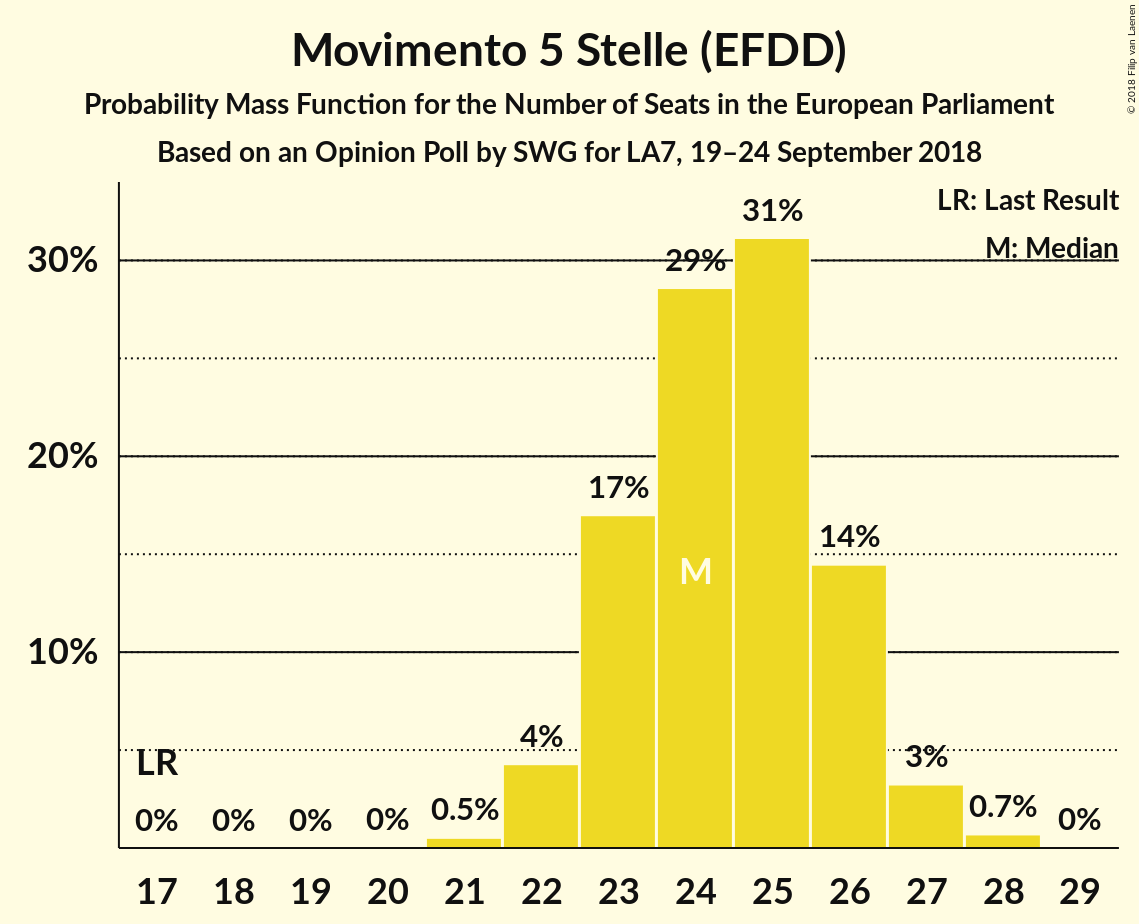 Movimento 5 Stelle (EFDD)
Probability Mass Function for the Number of Seats in the European Parliament
Based on an Opinion Poll by SWG for LA7, 19–24 September 2018
© 2018 Filip van Laenen
LR: Last Result
M: Median
30%
20%
10%
LR
M
0%
0%
0%
0%
0.5%
4%
17%
29%
31%
14%
3%
0.7%
0%
17 18 19 20 21 22 23 24 25 26 27 28 29